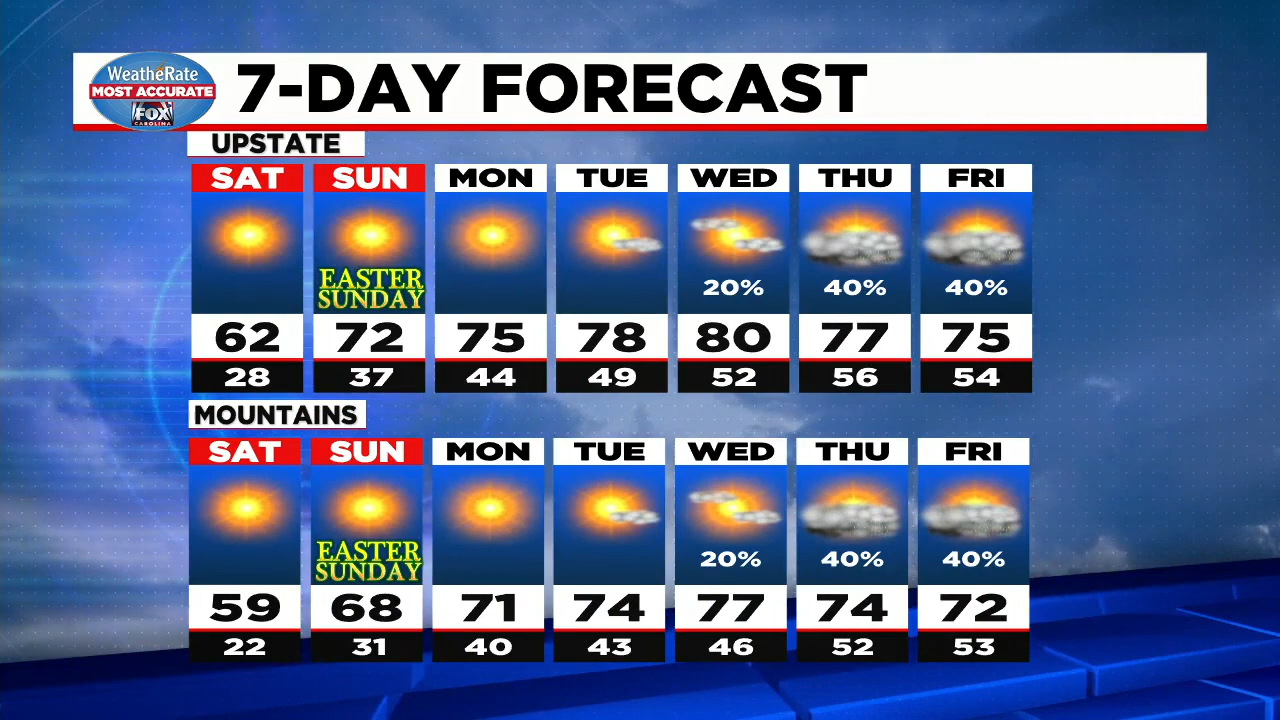 WeatheRate
MOST ACCURATE
FOX
CAROLINA
7-DAY FORECAST
UPSTATE
SAT SUN MON TUE WED THU FRI
EASTER
SUNDAY
20% 40% 40%
62 72 75 78 80 77 75
28 37 44 49 52 56 54
MOUNTAINS
SAT SUN MON TUE WED THU FRI
EASTER
SUNDAY
20% 40% 40%
59 68 71 74 77 74 72
22 31 40 43 46 52 53